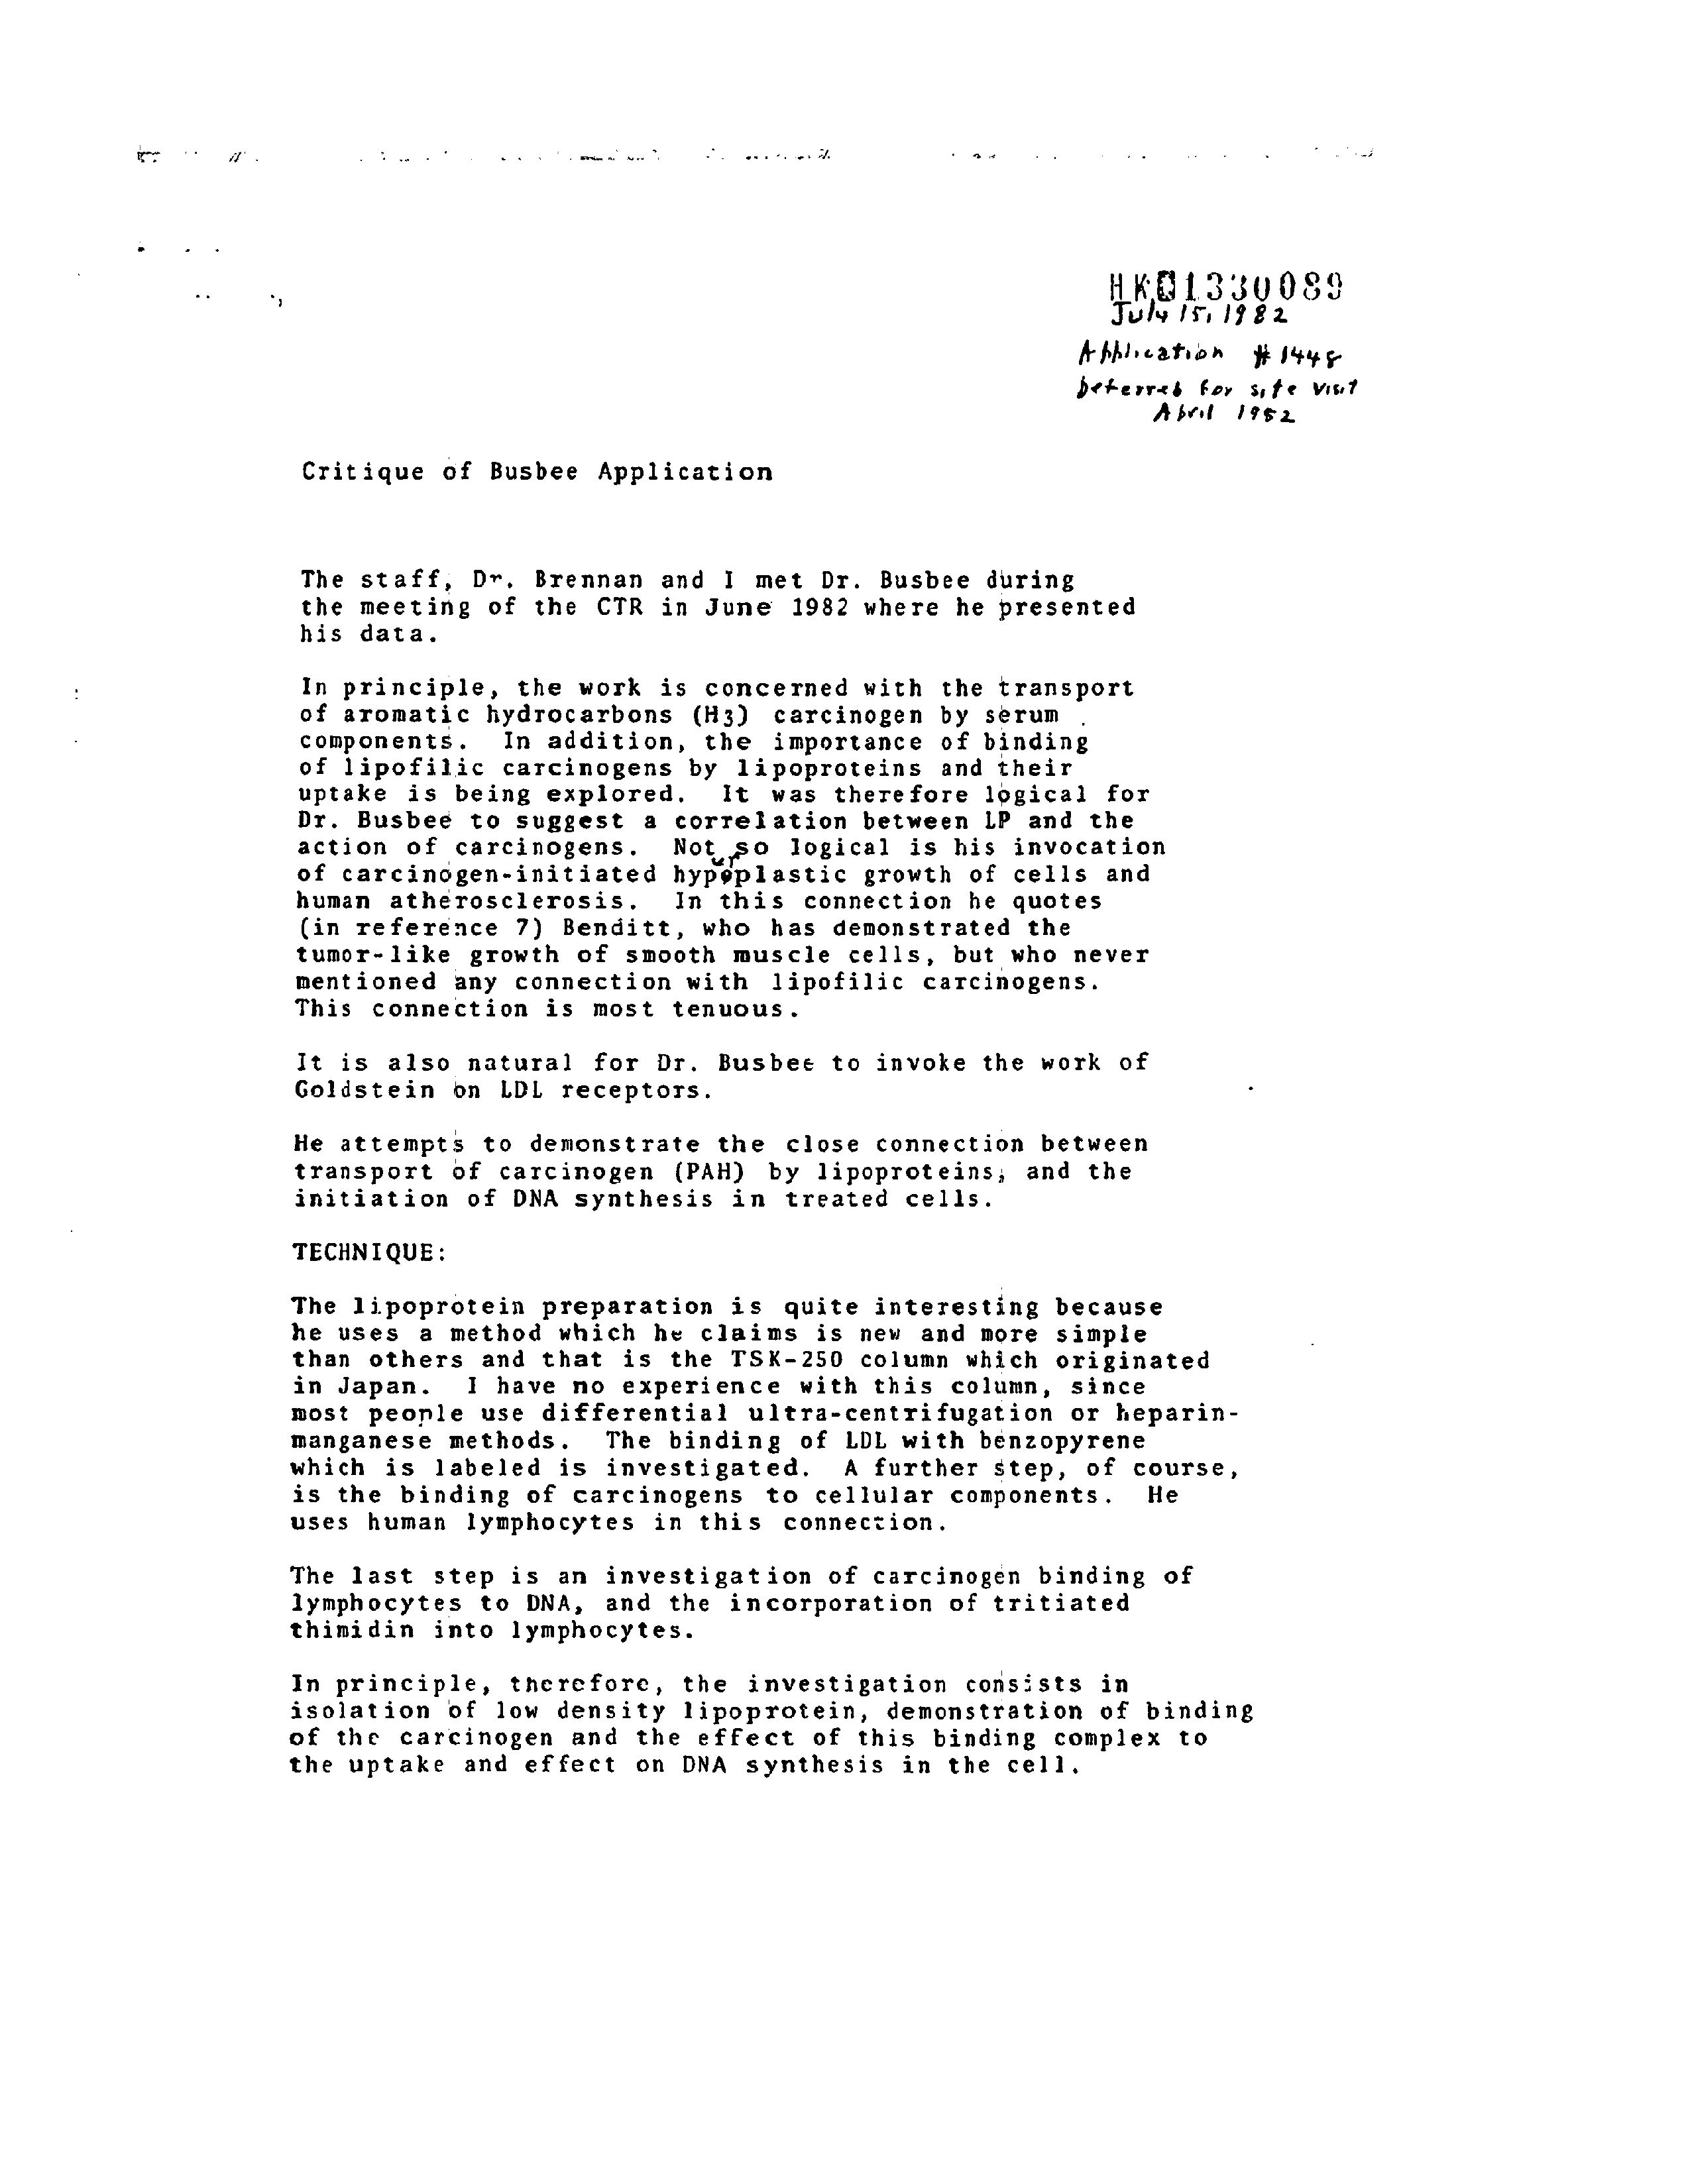 HK01330089
July 15, 1982
Application #1448
Deferred for site visit
April 1982
Critique of Busbee Application
The staff, Dr. Brennan and I met Dr. Busbee during
the meeting of the CTR in June 1982 where he presented
his data.
In principle, the work is concerned with the transport
of aromatic hydrocarbons (H3) carcinogen by serum
components. In addition, the importance of binding
of lipofilic carcinogens by lipoproteins and their
uptake is being explored. It was therefore logical for
Dr. Busbee to suggest a correlation between LP and the
action of carcinogens. Not so logical is his invocation
of carcinogen-initiated hyperplastic growth of cells and
human atherosclerosis. In this connection he quotes
(in reference 7) Benditt, who has demonstrated the
tumor-like growth of smooth muscle cells, but who never
mentioned any connection with lipofilic carcinogens.
This connection is most tenuous.
It is also natural for Dr. Busbee to invoke the work of
Goldstein on LDL receptors.
He attempts to demonstrate the close connection between
transport of carcinogen (PAH) by lipoproteins, and the
initiation of DNA synthesis in treated cells.
TECHNIQUE:
The lipoprotein preparation is quite interesting because
he uses a method which he claims is new and more simple
than others and that is the TSK-250 column which originated
in Japan. I have no experience with this column, since
most people use differential ultra-centrifugation or heparin-
manganese methods. The binding of LDL with benzopyrene
which is labeled is investigated. A further step, of course,
is the binding of carcinogens to cellular components. He
uses human lymphocytes in this connection.
The last step is an investigation of carcinogen binding of
lymphocytes to DNA, and the incorporation of tritiated
thimidin into lymphocytes.
In principle, therefore, the investigation consists in
isolation of low density lipoprotein, demonstration of binding
of the carcinogen and the effect of this binding complex to
the uptake and effect on DNA synthesis in the cell.